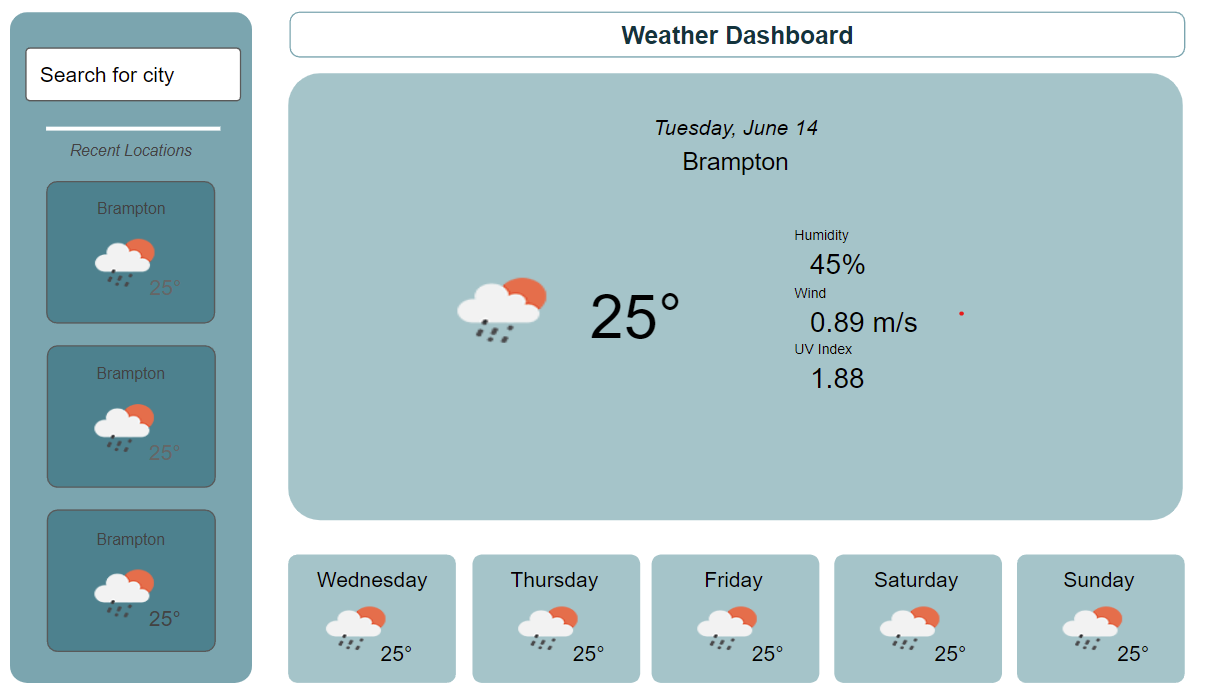 Search for city
Recent Locations
Brampton
25°
Brampton
25°
Brampton
25°
Weather Dashboard
Tuesday, June 14
Brampton
25°
Humidity
45%
Wind
0.89 m/s
UV Index
1.88
Wednesday
25°
Thursday
25°
Friday
25°
Saturday
25°
Sunday
25°